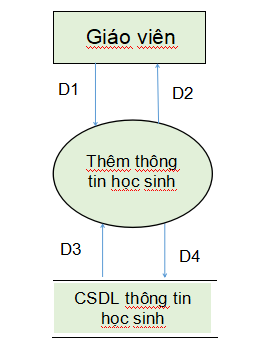 Giáo viên
D1
D2
Thêm thông
tin học sinh
D3
D4
CSDL thông tin
học sinh